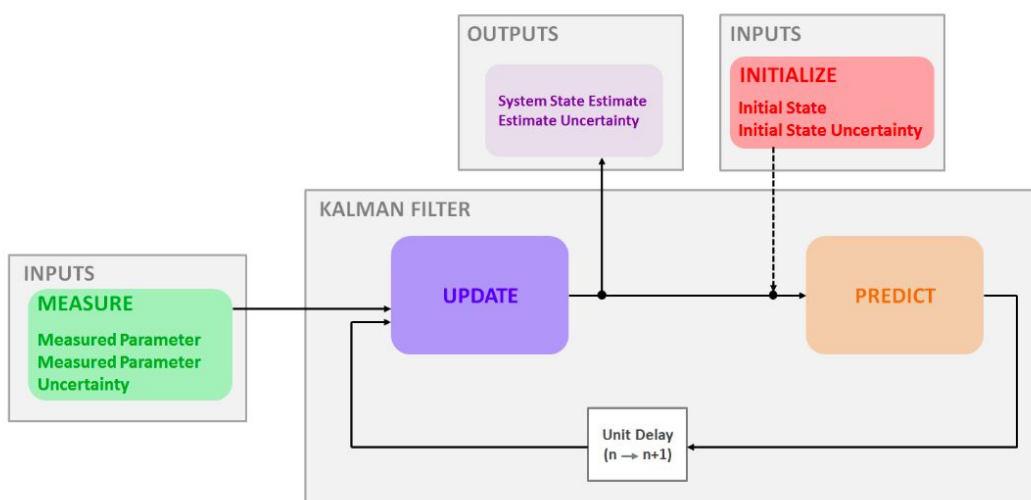 OUTPUTS
System State Estimate
Estimate Uncertainty
INPUTS
INITIALIZE
Initial State
Initial State Uncertainty
KALMAN FILTER
INPUTS
MEASURE
Measured Parameter
Measured Parameter
Uncertainty
UPDATE
PREDICT
Unit Delay
(n → n+1)